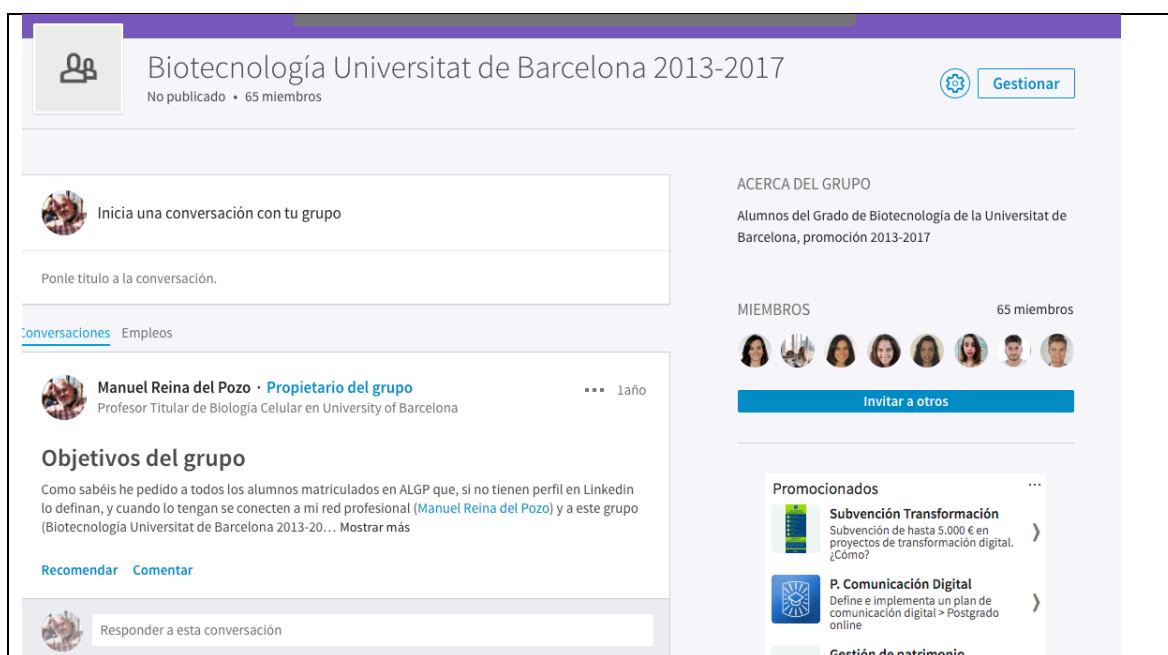 Biotecnología Universitat de Barcelona 2013-2017
No publicado • 65 miembros
Gestionar
Inicia una conversación con tu grupo
Ponle título a la conversación.
Conversaciones Empleos
Manuel Reina del Pozo · Propietario del grupo
1año
Profesor Titular de Biología Celular en University of Barcelona
Objetivos del grupo
Como sabéis he pedido a todos los alumnos matriculados en ALGP que, si no tienen perfil en Linkedin
lo definan, y cuando lo tengan se conecten a mi red profesional (Manuel Reina del Pozo) y a este grupo
(Biotecnología Universitat de Barcelona 2013-20… Mostrar más
Recomendar Comentar
Responder a esta conversación
ACERCA DEL GRUPO
Alumnos del Grado de Biotecnología de la Universitat de
Barcelona, promoción 2013-2017
MIEMBROS 65 miembros
Invitar a otros
Promocionados
Subvención Transformación
Subvención de hasta 5.000 € en
proyectos de transformación digital.
¿Cómo?
P. Comunicación Digital
Define e implementa un plan de
comunicación digital > Postgrado
online
Gestión de patrimonio